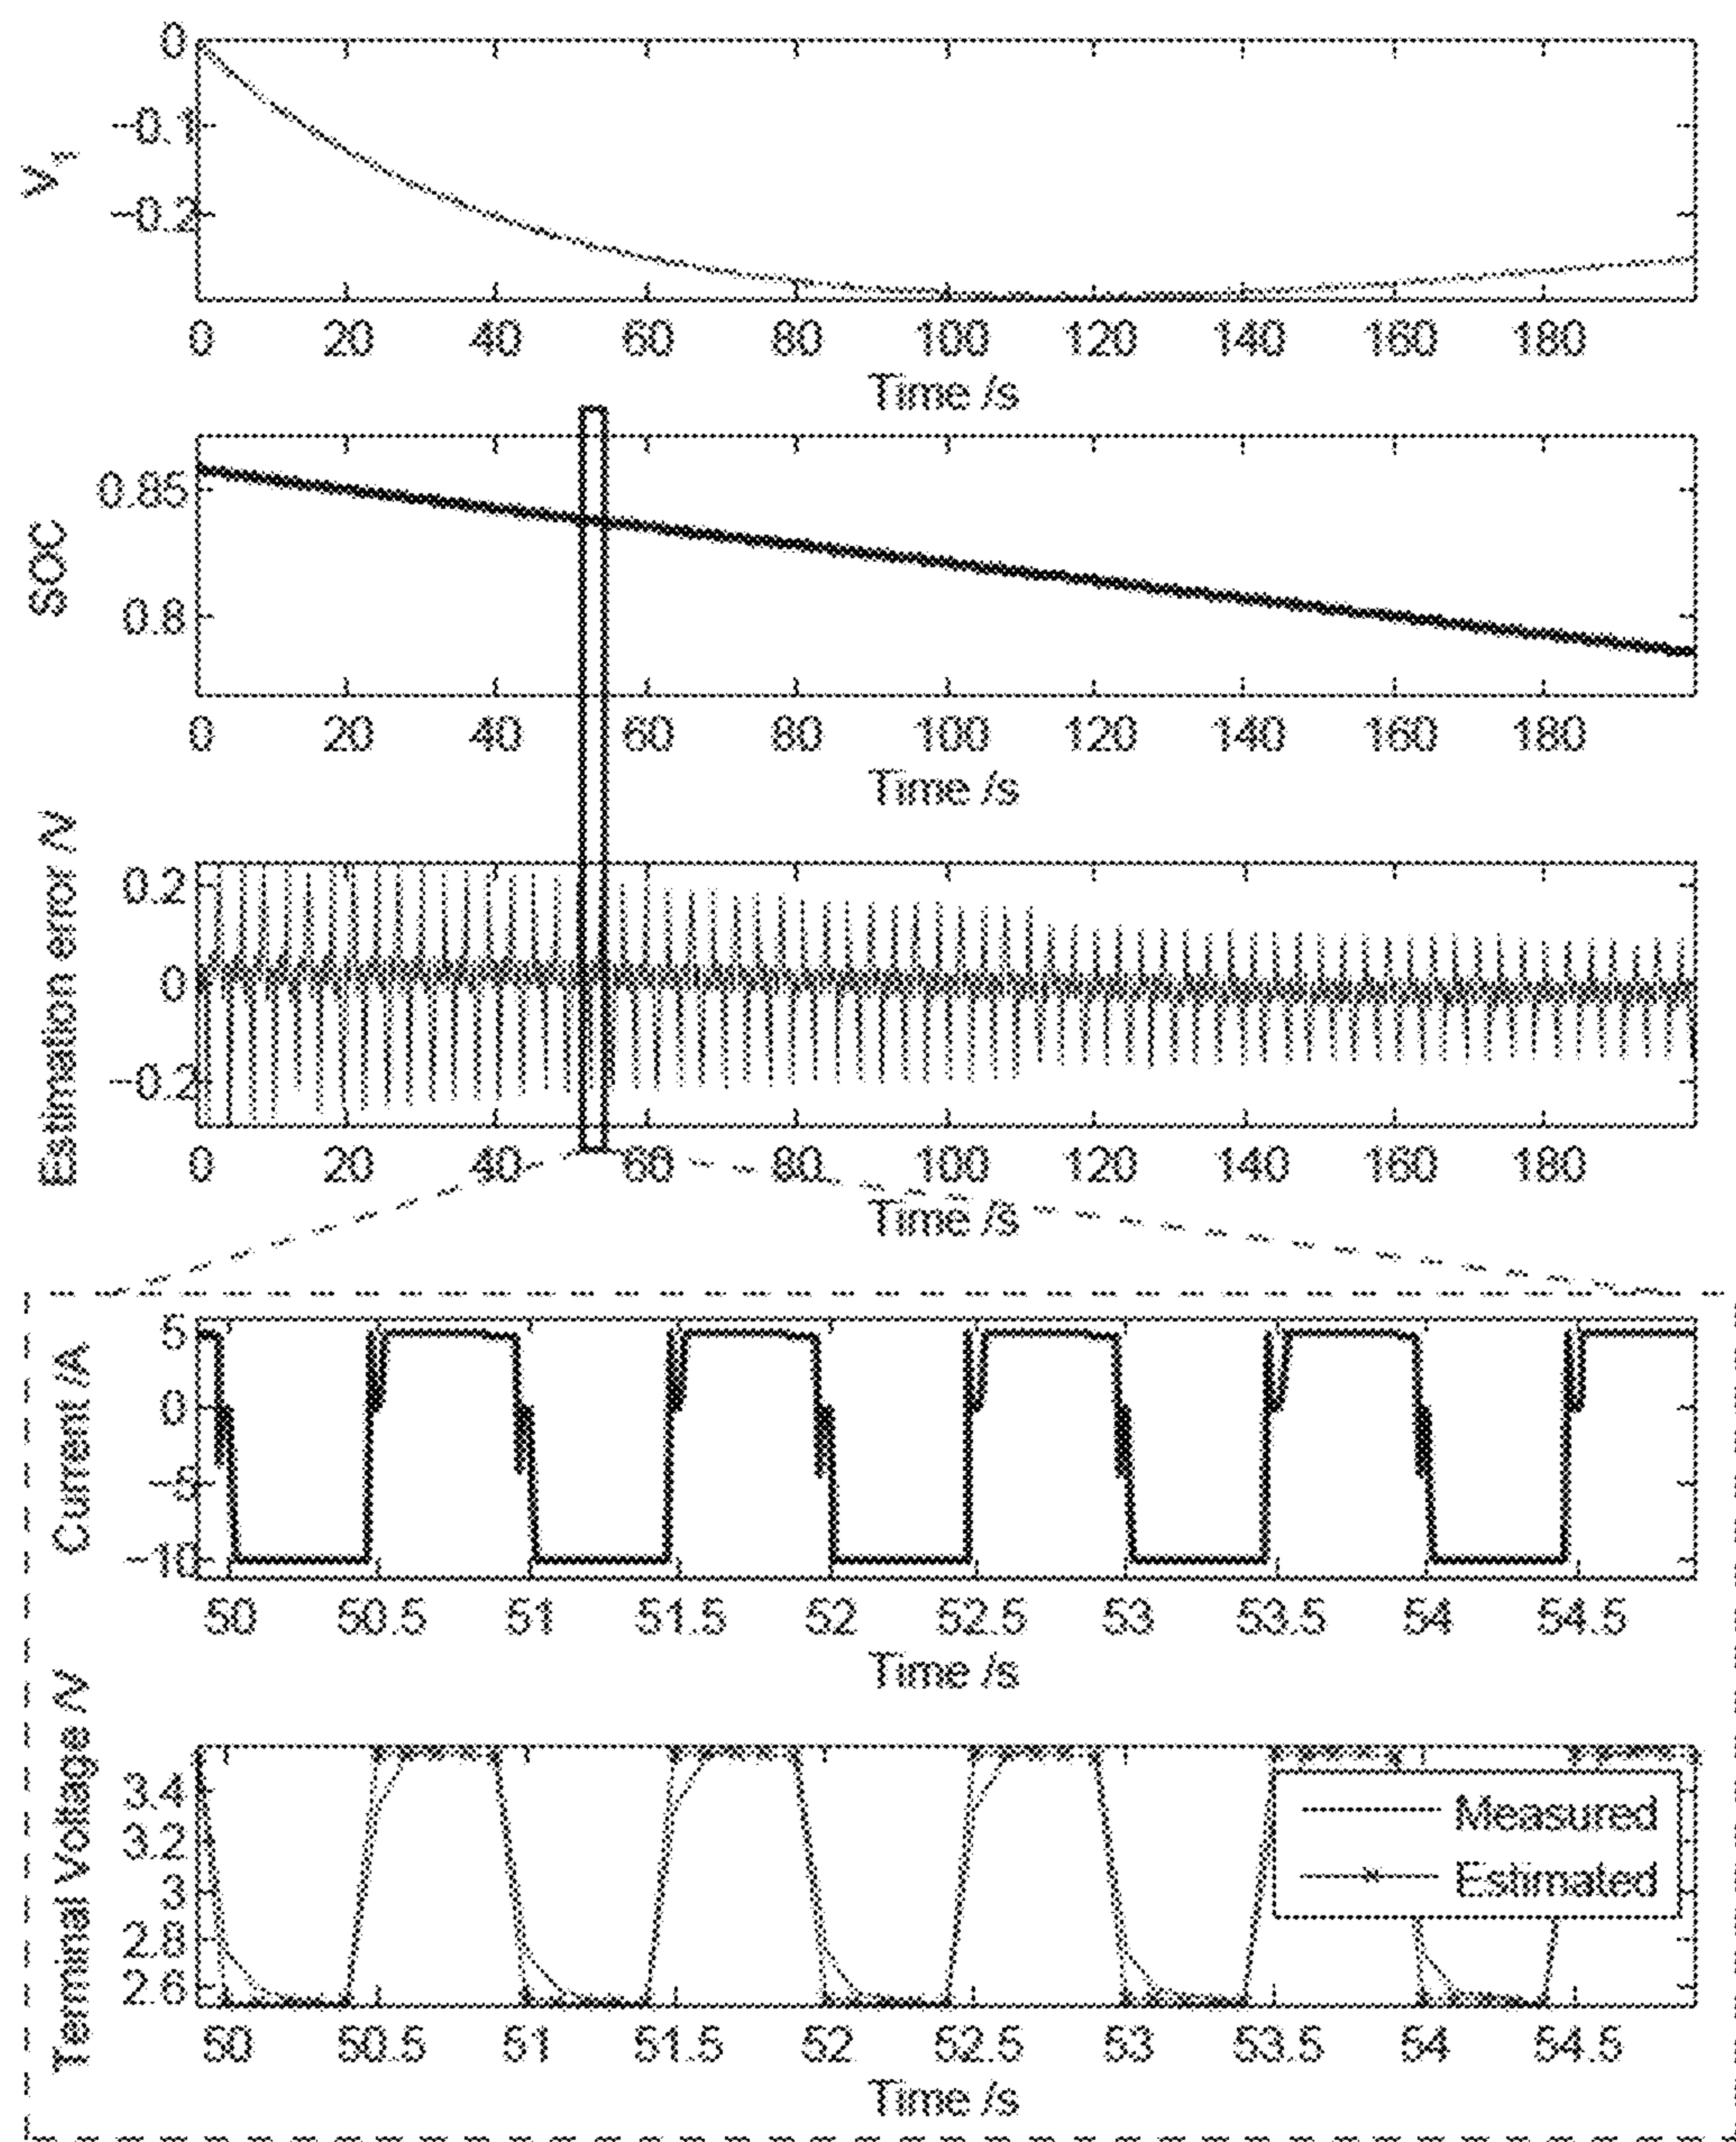 0
-0.1
-0.2
V1
0 20 40 60 80 100 120 140 160 180
Time /s
0.85
0.8
SOC
0 20 40 60 80 100 120 140 160 180
Time /s
0.2
0
-0.2
Estimation error /V
0 20 40 60 80 100 120 140 160 180
Time /s
5
0
-5
-10
Current /A
50 50.5 51 51.5 52 52.5 53 53.5 54 54.5
Time /s
3.4
3.2
3
2.8
2.6
Terminal Voltage /V
Measured
Estimated
50 50.5 51 51.5 52 52.5 53 53.5 54 54.5
Time /s